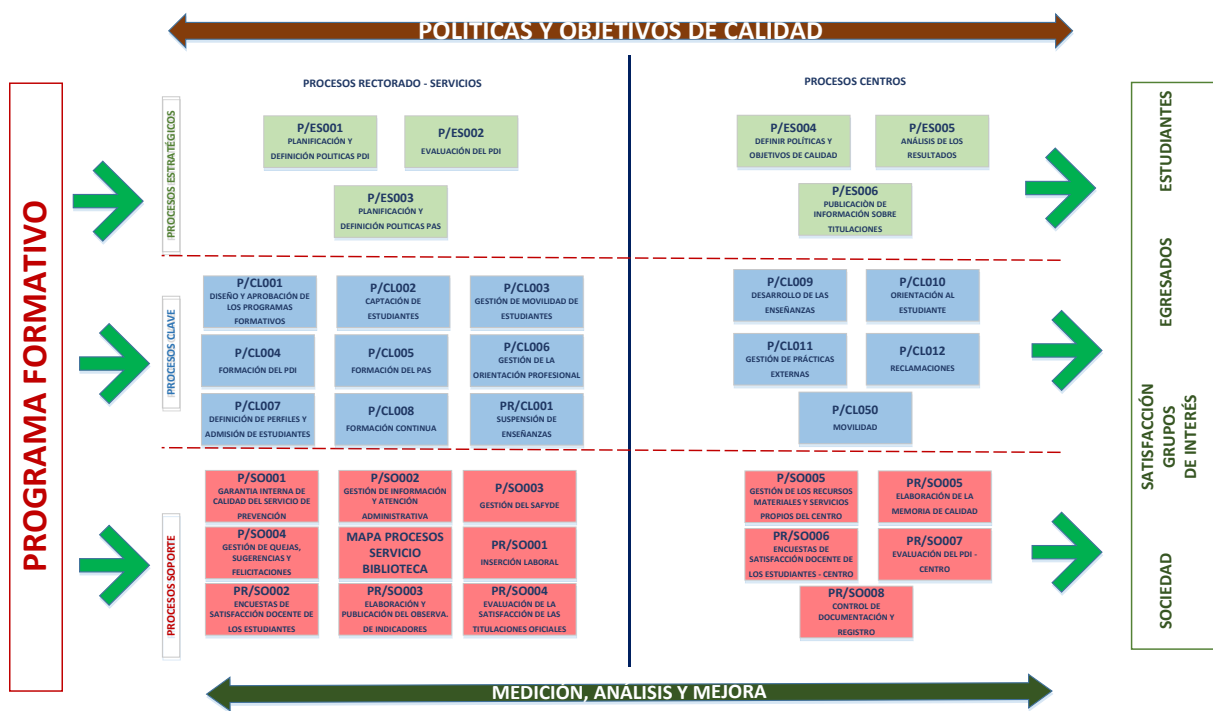 POLÍTICAS Y OBJETIVOS DE CALIDAD
PROGRAMA FORMATIVO
PROCESOS RECTORADO - SERVICIOS
PROCESOS CENTROS
PROCESOS ESTRATÉGICOS
P/ES001
PLANIFICACIÓN Y
DEFINICIÓN POLITICAS PDI
P/ES002
EVALUACIÓN DEL PDI
P/ES003
PLANIFICACIÓN Y
DEFINICIÓN POLITICAS PAS
P/ES004
DEFINIR POLÍTICAS Y
OBJETIVOS DE CALIDAD
P/ES005
ANÁLISIS DE LOS
RESULTADOS
P/ES006
PUBLICACIÒN DE
INFORMACIÓN SOBRE
TITULACIONES
PROCESOS CLAVE
P/CL001
DISEÑO Y APROBACIÓN DE
LOS PROGRAMAS
FORMATIVOS
P/CL002
CAPTACIÓN DE
ESTUDIANTES
P/CL003
GESTIÓN DE MOVILIDAD DE
ESTUDIANTES
P/CL004
FORMACIÓN DEL PDI
P/CL005
FORMACIÓN DEL PAS
P/CL006
GESTIÓN DE LA
ORIENTACIÓN PROFESIONAL
P/CL007
DEFINICIÓN DE PERFILES Y
ADMISIÓN DE ESTUDIANTES
P/CL008
FORMACIÓN CONTINUA
PR/CL001
SUSPENSIÓN DE
ENSEÑANZAS
P/CL009
DESARROLLO DE LAS
ENSEÑANZAS
P/CL010
ORIENTACIÓN AL
ESTUDIANTE
P/CL011
GESTIÓN DE PRÁCTICAS
EXTERNAS
P/CL012
RECLAMACIONES
P/CL050
MOVILIDAD
PROCESOS SOPORTE
P/SO001
GARANTIA INTERNA DE
CALIDAD DEL SERVICIO DE
PREVENCIÓN
P/SO002
GESTIÓN DE INFORMACIÓN
Y ATENCIÓN
ADMINISTRATIVA
P/SO003
GESTIÓN DEL SAFYDE
P/SO004
GESTIÓN DE QUEJAS,
SUGERENCIAS Y
FELICITACIONES
MAPA PROCESOS
SERVICIO
BIBLIOTECA
PR/SO001
INSERCIÓN LABORAL
PR/SO002
ENCUESTAS DE
SATISFACCIÓN DOCENTE DE
LOS ESTUDIANTES
PR/SO003
ELABORACIÓN Y
PUBLICACIÓN DEL OBSERVA.
DE INDICADORES
PR/SO004
EVALUACIÓN DE LA
SATISFACCIÓN DE LAS
TITULACIONES OFICIALES
P/SO005
GESTIÓN DE LOS RECURSOS
MATERIALES Y SERVICIOS
PROPIOS DEL CENTRO
PR/SO005
ELABORACIÓN DE LA
MEMORIA DE CALIDAD
PR/SO006
ENCUESTAS DE
SATISFACCIÓN DOCENTE DE
LOS ESTUDIANTES - CENTRO
PR/SO007
EVALUACIÓN DEL PDI -
CENTRO
PR/SO008
CONTROL DE
DOCUMENTACIÓN Y
REGISTRO
ESTUDIANTES
EGRESADOS
SATISFACCIÓN
GRUPOS
DE INTERÉS
SOCIEDAD
MEDICIÓN, ANÁLISIS Y MEJORA